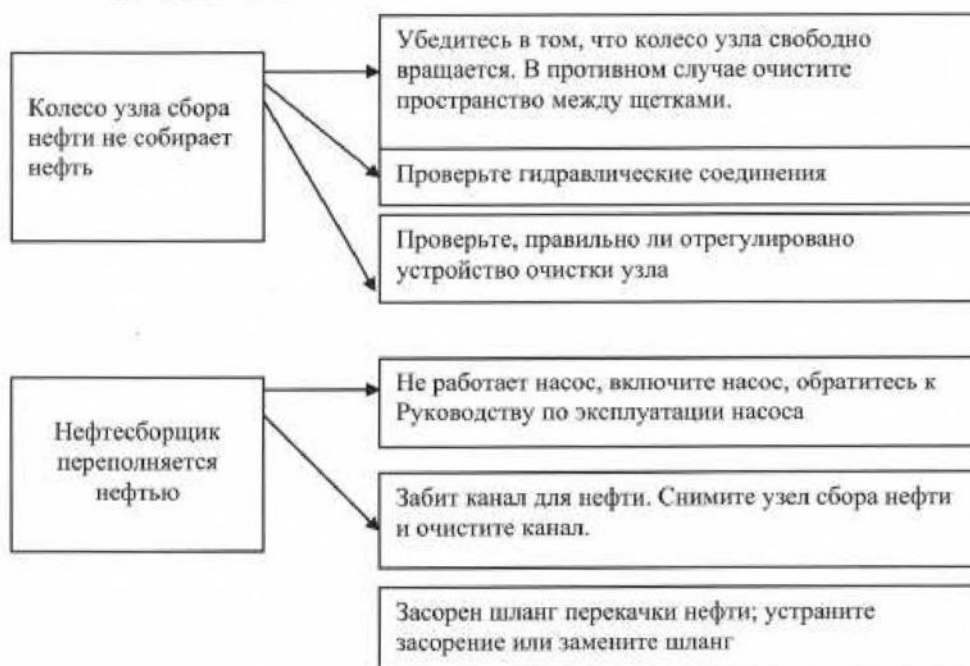 Колесо узла сбора
нефти не собирает
нефть
Убедитесь в том, что колесо узла свободно
вращается. В противном случае очистите
пространство между щетками.
Проверьте гидравлические соединения
Проверьте, правильно ли отрегулировано
устройство очистки узла
Нефтесборщик
переполняется
нефтью
Не работает насос, включите насос, обратитесь к
Руководству по эксплуатации насоса
Забит канал для нефти. Снимите узел сбора нефти
и очистите канал.
Засорен шланг перекачки нефти; устраните
засорение или замените шланг